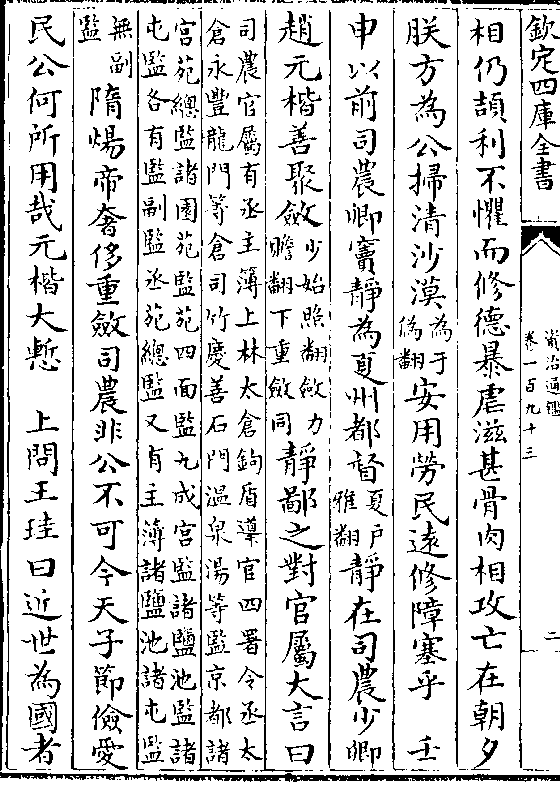 欽定四庫全書
資治通鑑
卷一百九十三
二
相仍頡利不懼而修德暴虐滋甚骨肉相攻亡在朝夕
朕方為公掃清沙漠為于偽翻安用勞民遠修障塞乎 壬
申以前司農卿竇靜為夏州都督夏户雅翻靜在司農少卿
趙元楷善聚斂少始照翻斂力贍翻下重斂同靜鄙之對官屬大言曰
司農官屬有丞主簿上林太倉鉤盾䆃官四署令丞太
倉永豐龍門等倉司竹慶善石門温泉湯等監京都諸
宫苑總監諸園苑監苑四面監九成宫監諸鹽池監諸
屯監各有監副監丞苑總監又有主簿諸鹽池諸屯監
無副監隋煬帝奢侈重斂司農非公不可今天子節儉愛
民公何所用哉元楷大慙 上問王珪曰近世為國者